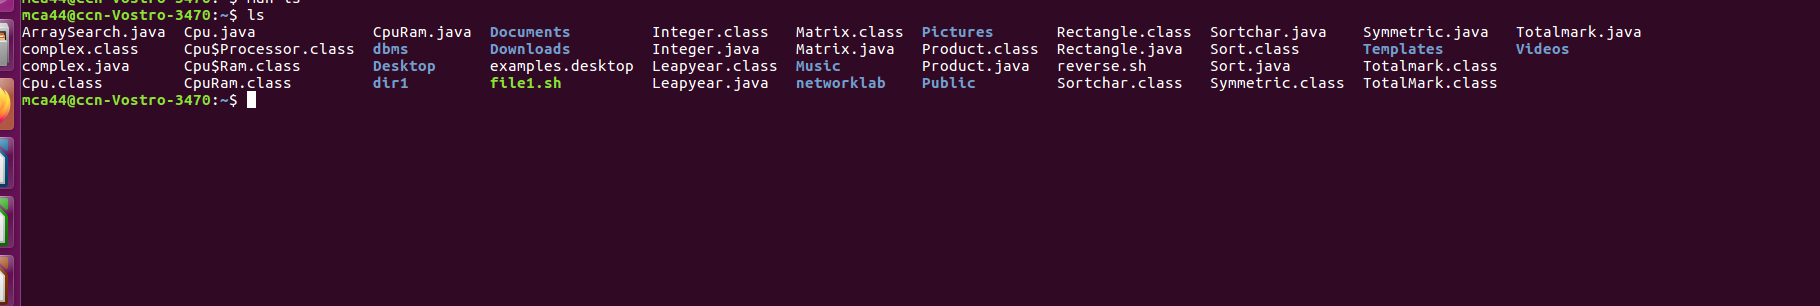 mca44@ccn-Vostro-3470:~$ man ls
mca44@ccn-Vostro-3470:~$ ls
ArraySearch.java Cpu.java CpuRam.java Documents Integer.class Matrix.class Pictures Rectangle.class Sortchar.java Symmetric.java Totalmark.java
complex.class Cpu$Processor.class dbms Downloads Integer.java Matrix.java Product.class Rectangle.java Sort.class Templates Videos
complex.java Cpu$Ram.class Desktop examples.desktop Leapyear.class Music Product.java reverse.sh Sort.java Totalmark.class
Cpu.class CpuRam.class dir1 file1.sh Leapyear.java networklab Public Sortchar.class Symmetric.class TotalMark.class
mca44@ccn-Vostro-3470:~$